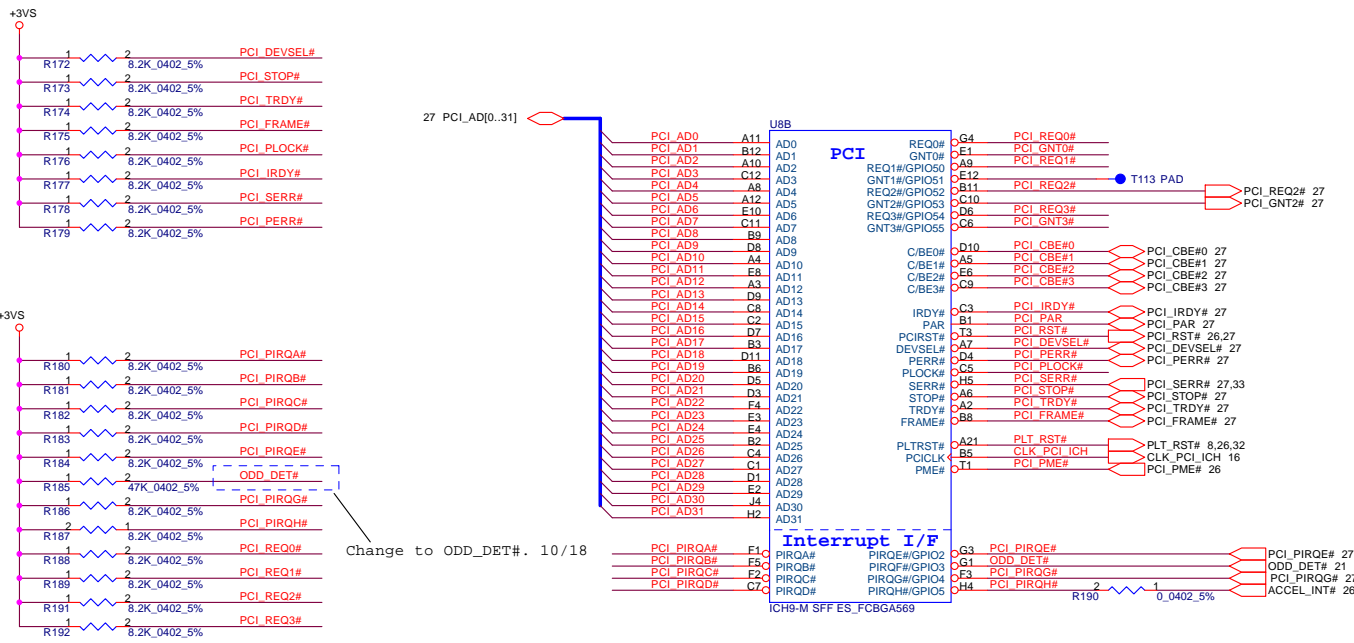 +3VS
1 2 PCI_DEVSEL#
R172 8.2K_0402_5%
1 2 PCI_STOP#
R173 8.2K_0402_5%
1 2 PCI_TRDY#
R174 8.2K_0402_5%
1 2 PCI_FRAME#
R175 8.2K_0402_5%
1 2 PCI_PLOCK#
R176 8.2K_0402_5%
1 2 PCI_IRDY#
R177 8.2K_0402_5%
1 2 PCI_SERR#
R178 8.2K_0402_5%
1 2 PCI_PERR#
R179 8.2K_0402_5%
+3VS
1 2 PCI_PIRQA#
R180 8.2K_0402_5%
1 2 PCI_PIRQB#
R181 8.2K_0402_5%
1 2 PCI_PIRQC#
R182 8.2K_0402_5%
1 2 PCI_PIRQD#
R183 8.2K_0402_5%
1 2 PCI_PIRQE#
R184 8.2K_0402_5%
1 2 ODD_DET#
R185 47K_0402_5%
1 2 PCI_PIRQG#
R186 8.2K_0402_5%
2 1 PCI_PIRQH#
R187 8.2K_0402_5%
1 2 PCI_REQ0#
R188 8.2K_0402_5%
1 2 PCI_REQ1#
R189 8.2K_0402_5%
1 2 PCI_REQ2#
R191 8.2K_0402_5%
1 2 PCI_REQ3#
R192 8.2K_0402_5%
Change to ODD_DET#. 10/18
27 PCI_AD[0..31]
U8B
PCI
PCI_AD0 A11 AD0
PCI_AD1 B12 AD1
PCI_AD2 A10 AD2
PCI_AD3 C12 AD3
PCI_AD4 A8 AD4
PCI_AD5 A12 AD5
PCI_AD6 E10 AD6
PCI_AD7 C11 AD7
PCI_AD8 B9 AD8
PCI_AD9 D8 AD9
PCI_AD10 A4 AD10
PCI_AD11 E8 AD11
PCI_AD12 A3 AD12
PCI_AD13 D9 AD13
PCI_AD14 C8 AD14
PCI_AD15 C2 AD15
PCI_AD16 D7 AD16
PCI_AD17 B3 AD17
PCI_AD18 D11 AD18
PCI_AD19 B6 AD19
PCI_AD20 D5 AD20
PCI_AD21 D3 AD21
PCI_AD22 F4 AD22
PCI_AD23 E3 AD23
PCI_AD24 E4 AD24
PCI_AD25 B2 AD25
PCI_AD26 C4 AD26
PCI_AD27 C1 AD27
PCI_AD28 D1 AD28
PCI_AD29 E2 AD29
PCI_AD30 J4 AD30
PCI_AD31 H2 AD31
REQ0# G4 PCI_REQ0#
GNT0# E1 PCI_GNT0#
REQ1#/GPIO50 A9 PCI_REQ1#
GNT1#/GPIO51 E12 T113 PAD
REQ2#/GPIO52 B11 PCI_REQ2# PCI_REQ2# 27
GNT2#/GPIO53 C10 PCI_GNT2# 27
REQ3#/GPIO54 D6 PCI_REQ3#
GNT3#/GPIO55 C6 PCI_GNT3#
C/BE0# D10 PCI_CBE#0 PCI_CBE#0 27
C/BE1# A5 PCI_CBE#1 PCI_CBE#1 27
C/BE2# E6 PCI_CBE#2 PCI_CBE#2 27
C/BE3# C9 PCI_CBE#3 PCI_CBE#3 27
IRDY# C3 PCI_IRDY# PCI_IRDY# 27
PAR B1 PCI_PAR PCI_PAR 27
PCIRST# T3 PCI_RST# PCI_RST# 26,27
DEVSEL# A7 PCI_DEVSEL# PCI_DEVSEL# 27
PERR# D4 PCI_PERR# PCI_PERR# 27
PLOCK# C5 PCI_PLOCK#
SERR# H5 PCI_SERR# PCI_SERR# 27,33
STOP# A6 PCI_STOP# PCI_STOP# 27
TRDY# A2 PCI_TRDY# PCI_TRDY# 27
FRAME# B8 PCI_FRAME# PCI_FRAME# 27
PLTRST# A21 PLT_RST# PLT_RST# 8,26,32
PCICLK B5 CLK_PCI_ICH CLK_PCI_ICH 16
PME# T1 PCI_PME# PCI_PME# 26
Interrupt I/F
PCI_PIRQA# F1 PIRQA# PIRQE#/GPIO2 G3 PCI_PIRQE# PCI_PIRQE# 27
PCI_PIRQB# F5 PIRQB# PIRQF#/GPIO3 G1 ODD_DET# ODD_DET# 21
PCI_PIRQC# F2 PIRQC# PIRQG#/GPIO4 F3 PCI_PIRQG# PCI_PIRQG# 27
PCI_PIRQD# C7 PIRQD# PIRQH#/GPIO5 H4 PCI_PIRQH# 2 1 ACCEL_INT# 26
R190 0_0402_5%
ICH9-M SFF ES_FCBGA569